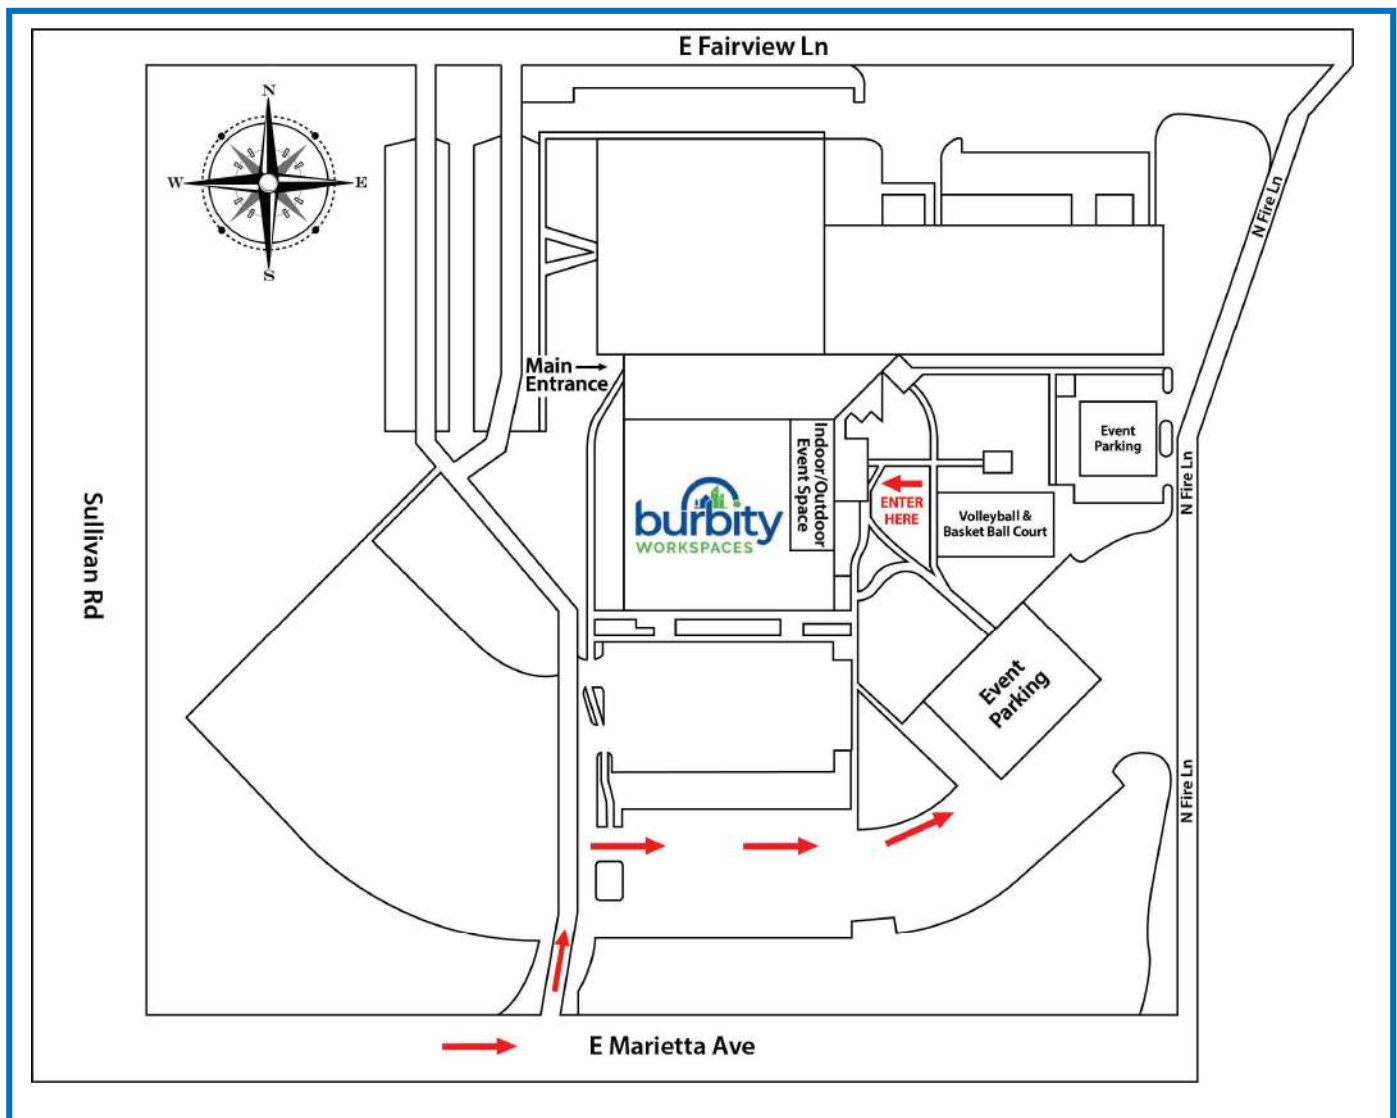 E Fairview Ln
N
W
E
S
N Fire Ln
Main
Entrance
Indoor/Outdoor
Event Space
Event
Parking
burbity
WORKSPACES
ENTER
HERE
N Fire Ln
Volleyball &
Basket Ball Court
Sullivan Rd
Event
Parking
N Fire Ln
E Marietta Ave